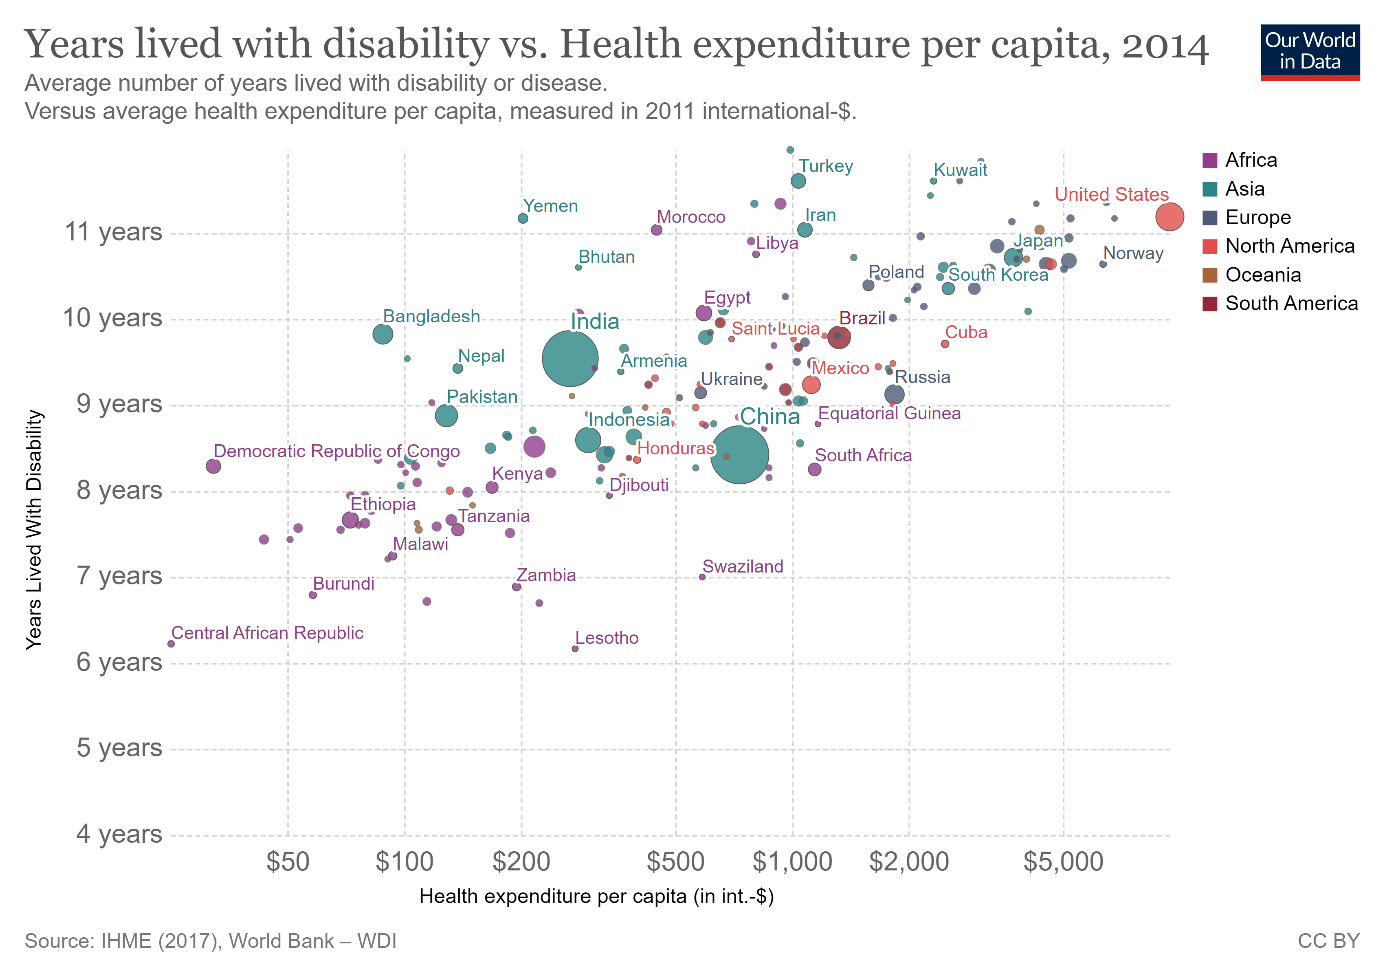 Years lived with disability vs. Health expenditure per capita, 2014
Our World
in Data
Average number of years lived with disability or disease.
Versus average health expenditure per capita, measured in 2011 international-$.
Africa
Asia
Europe
North America
Oceania
South America
Turkey
Kuwait
United States
Yemen
Morocco
Iran
11 years
Libya
Japan
Bhutan
Norway
Poland
South Korea
Egypt
10 years
Bangladesh
India
Saint Lucia
Brazil
Cuba
Nepal
Armenia
Mexico
Ukraine
Russia
Pakistan
9 years
Indonesia
China
Equatorial Guinea
Democratic Republic of Congo
Honduras
South Africa
Kenya
Djibouti
8 years
Ethiopia
Tanzania
Malawi
Swaziland
7 years
Burundi
Zambia
Central African Republic
Lesotho
6 years
5 years
4 years
Years Lived With Disability
$50
$100
$200
$500
$1,000
$2,000
$5,000
Health expenditure per capita (in int.-$)
Source: IHME (2017), World Bank – WDI
CC BY